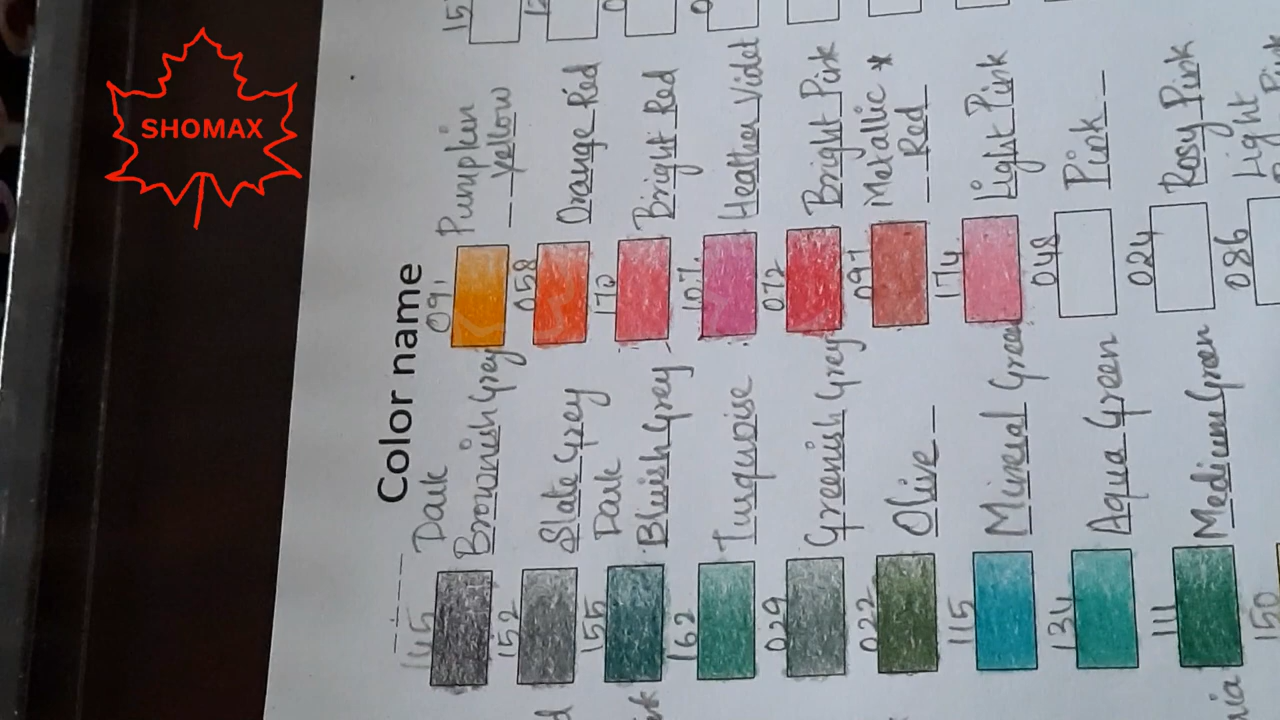 SHOMAX
Color name
145
Dark
Brownish Grey
152
Slate Grey
155
Dark
Bluish Grey
162
Turquoise
029
Greenish Grey
022
Olive
115
Mineral Green
134
Aqua Green
111
Medium Green
150
091
Pumpkin
Yellow
058
Orange Red
170
Bright Red
107
Heather Violet
072
Bright Pink
097
Metallic *
Red
174
Light Pink
048
Pink
024
Rosy Pink
086
Light
Pink